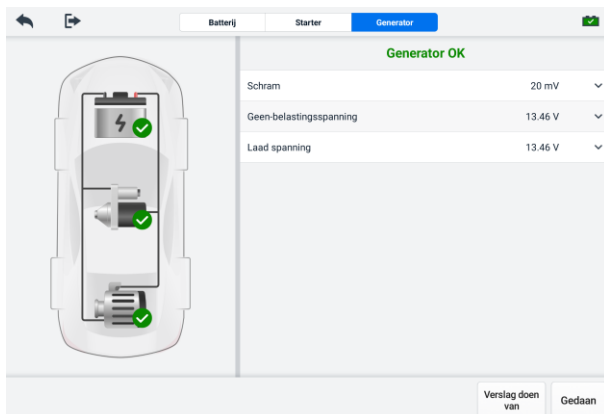 Batterij Starter Generator
Generator OK
Schram 20 mV
Geen-belastingsspanning 13.46 V
Laad spanning 13.46 V
Verslag doen
van
Gedaan